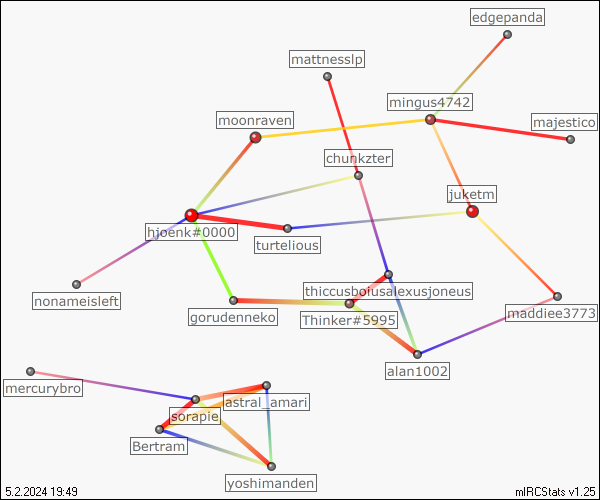 edgepanda
mattnesslp
mingus4742
moonraven
majestico
chunkzter
juketm
hjoenk#0000
turtelious
thiccusboiusalexusjoneus
nonameisleft
gorudenneko
Thinker#5995
maddiee3773
alan1002
mercurybro
astral_amari
sorapie
Bertram
yoshimanden
5.2.2024 19:49
mIRCStats v1.25